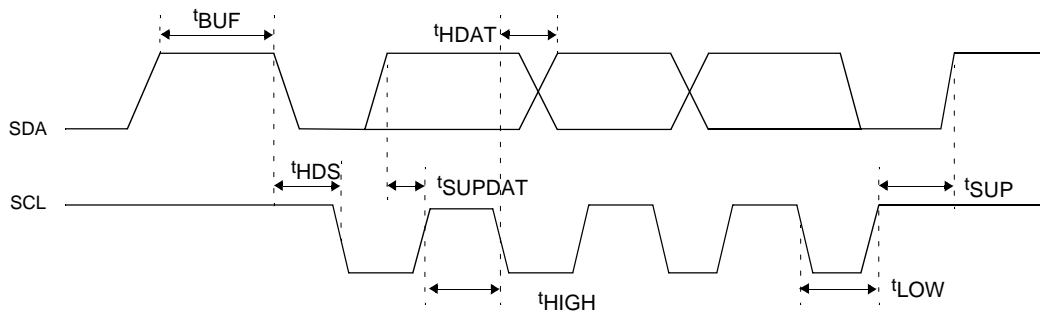 tBUF
tHDAT
SDA
tHDS
tSUPDAT
tSUP
SCL
tHIGH
tLOW